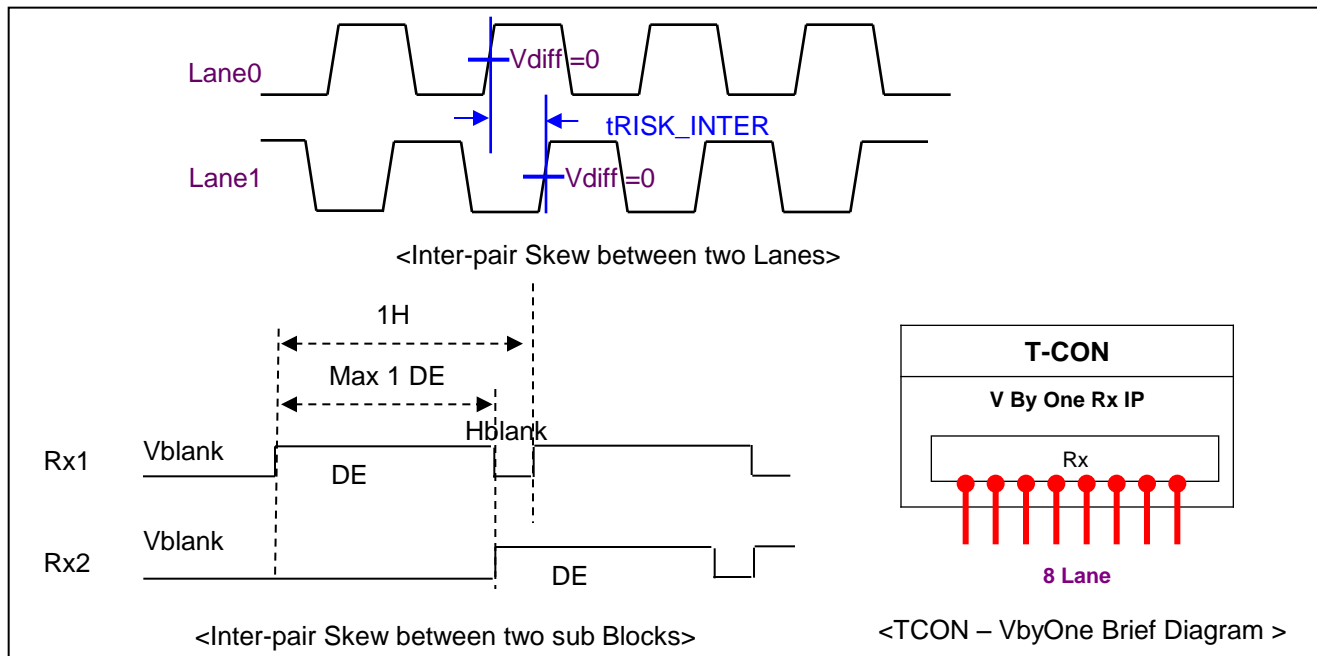 Lane0
Vdiff =0
tRISK_INTER
Lane1
Vdiff =0
<Inter-pair Skew between two Lanes>
1H
Max 1 DE
Hblank
Rx1
Vblank
DE
Rx2
Vblank
DE
<Inter-pair Skew between two sub Blocks>
T-CON
V By One Rx IP
Rx
8 Lane
<TCON – VbyOne Brief Diagram >